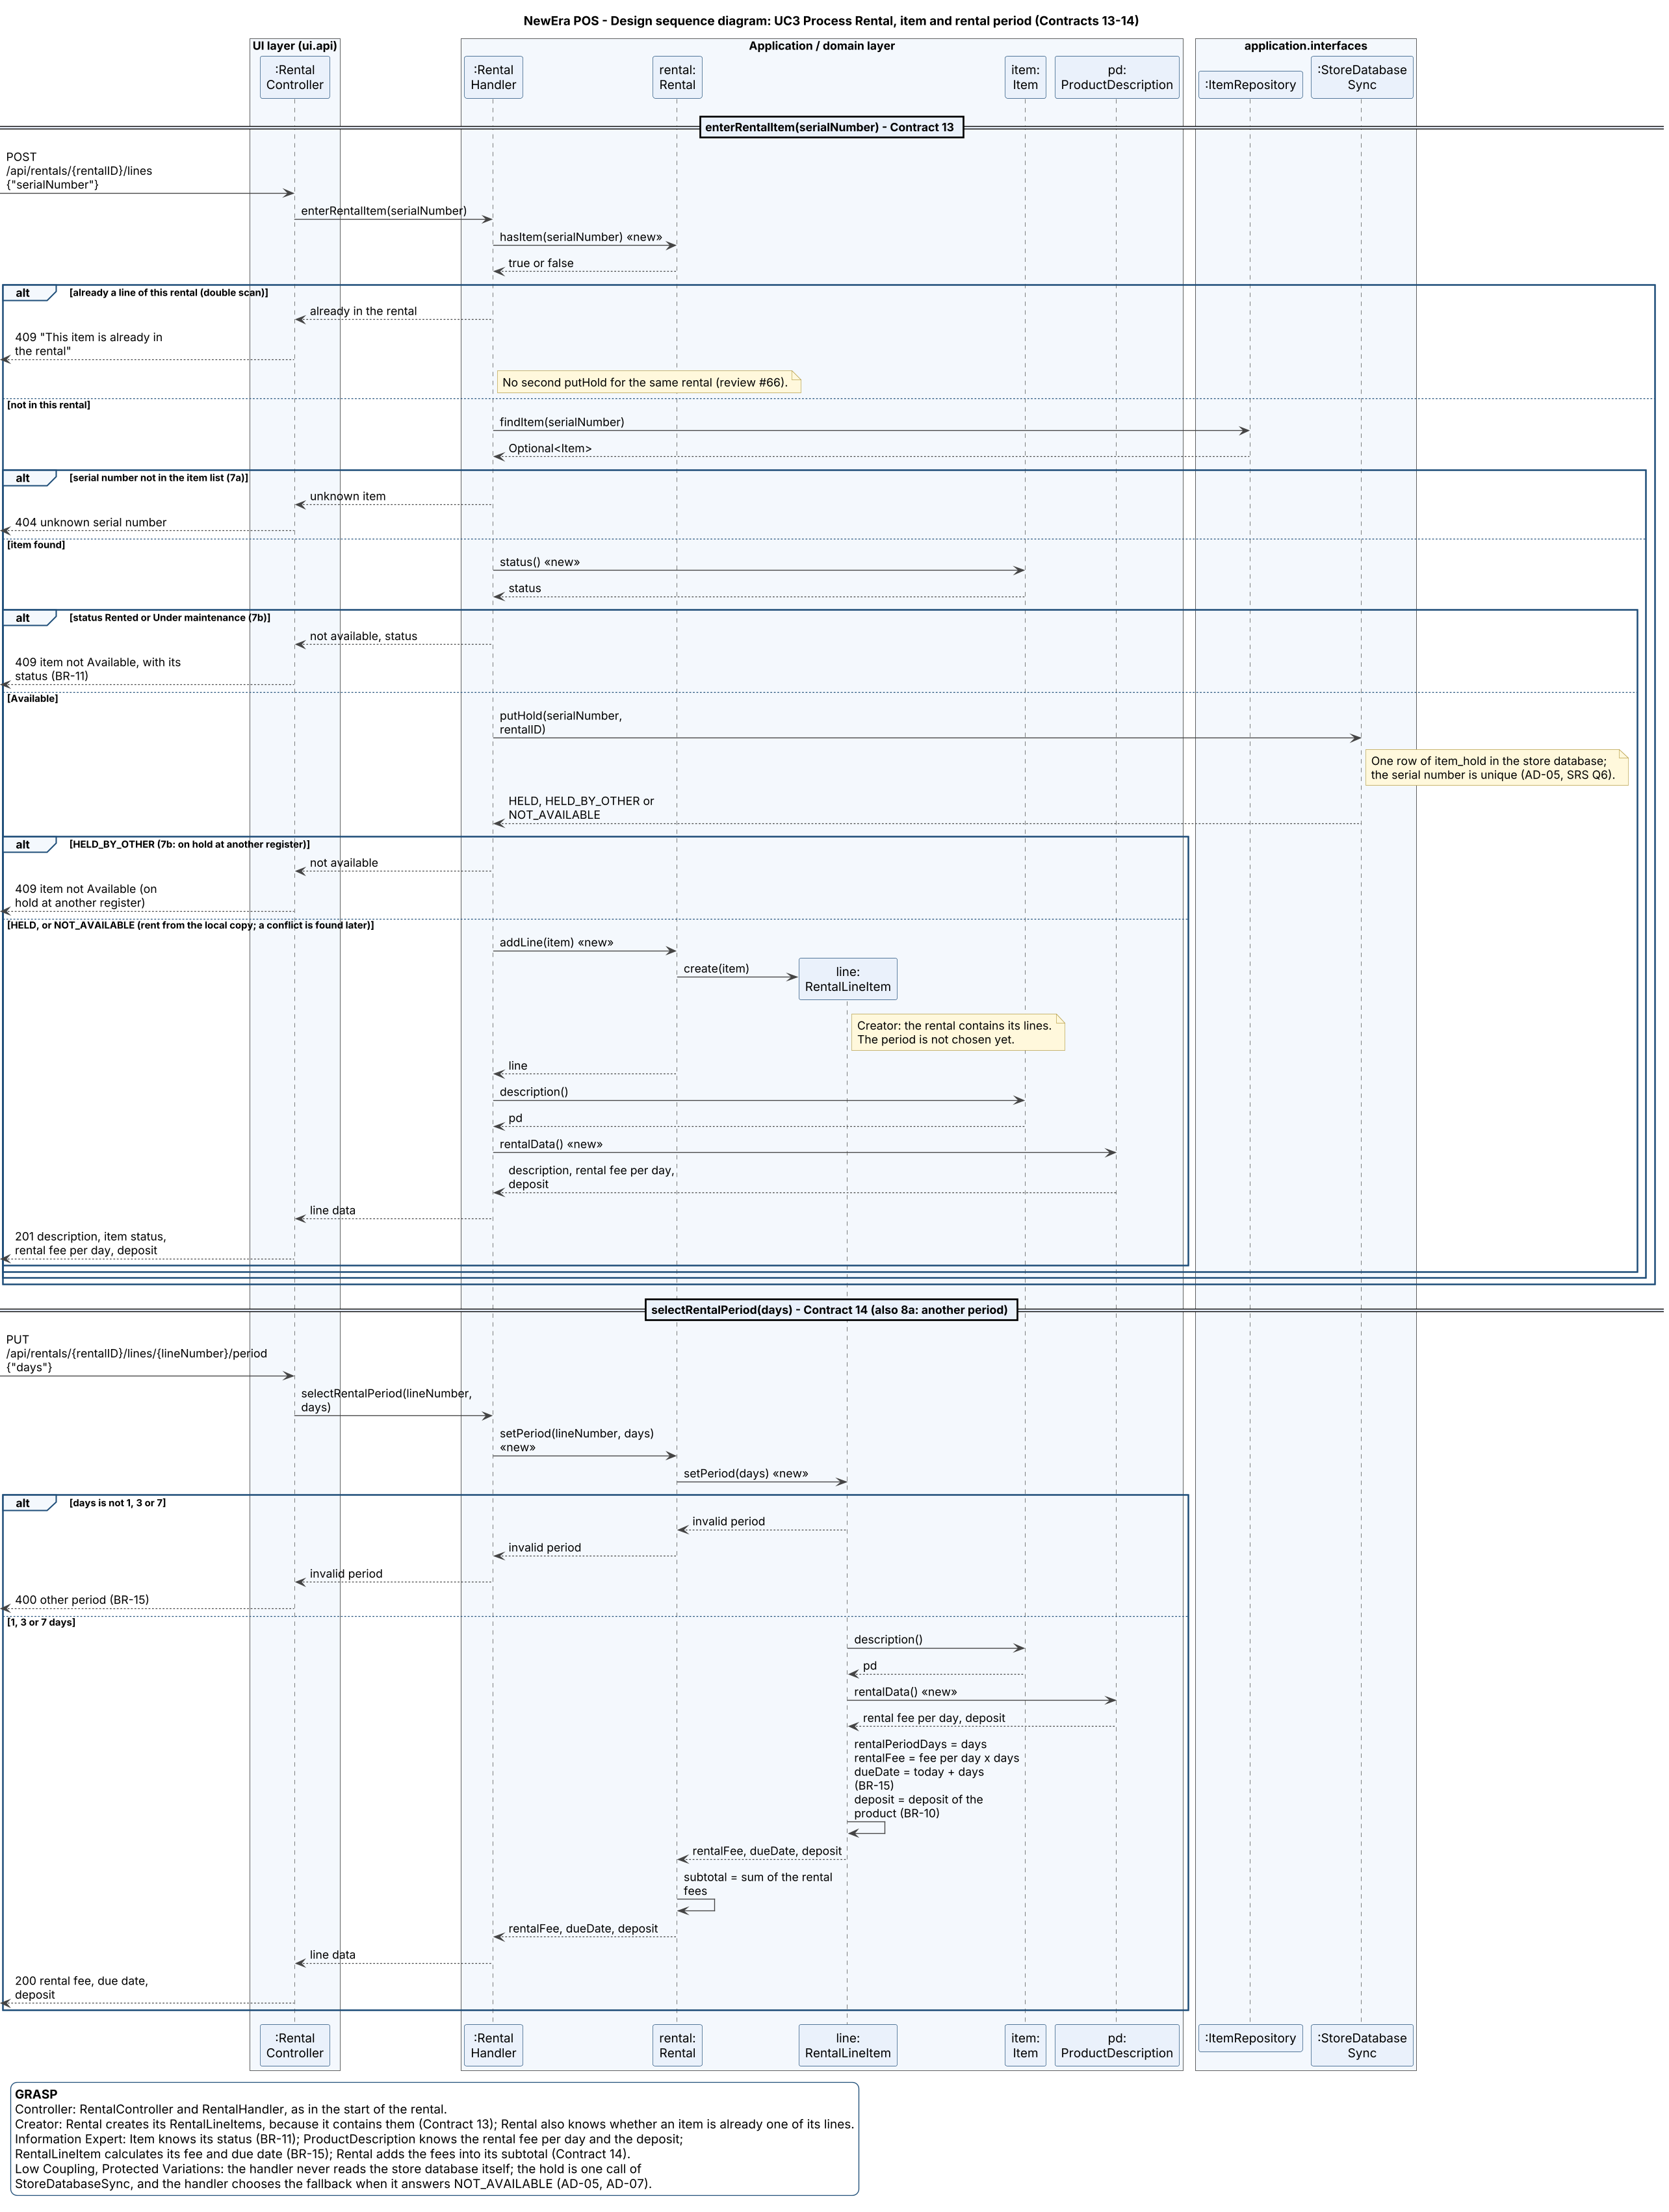 NewEra POS - Design sequence diagram: UC3 Process Rental, item and rental period (Contracts 13-14)
UI layer (ui.api)
Application / domain layer
application.interfaces
:Rental
Controller
:Rental
Handler
rental:
Rental
item:
Item
pd:
ProductDescription
:ItemRepository
:StoreDatabase
Sync
enterRentalItem(serialNumber) - Contract 13
POST
/api/rentals/{rentalID}/lines
{"serialNumber"}
enterRentalItem(serialNumber)
hasItem(serialNumber) «new»
true or false
alt
[already a line of this rental (double scan)]
already in the rental
409 "This item is already in
the rental"
No second putHold for the same rental (review #66).
[not in this rental]
findItem(serialNumber)
Optional<Item>
alt
[serial number not in the item list (7a)]
unknown item
404 unknown serial number
[item found]
status() «new»
status
alt
[status Rented or Under maintenance (7b)]
not available, status
409 item not Available, with its
status (BR-11)
[Available]
putHold(serialNumber,
rentalID)
One row of item_hold in the store database;
the serial number is unique (AD-05, SRS Q6).
HELD, HELD_BY_OTHER or
NOT_AVAILABLE
alt
[HELD_BY_OTHER (7b: on hold at another register)]
not available
409 item not Available (on
hold at another register)
[HELD, or NOT_AVAILABLE (rent from the local copy; a conflict is found later)]
addLine(item) «new»
create(item)
line:
RentalLineItem
Creator: the rental contains its lines.
The period is not chosen yet.
line
description()
pd
rentalData() «new»
description, rental fee per day,
deposit
line data
201 description, item status,
rental fee per day, deposit
selectRentalPeriod(days) - Contract 14 (also 8a: another period)
PUT
/api/rentals/{rentalID}/lines/{lineNumber}/period
{"days"}
selectRentalPeriod(lineNumber,
days)
setPeriod(lineNumber, days)
«new»
setPeriod(days) «new»
alt
[days is not 1, 3 or 7]
invalid period
invalid period
invalid period
400 other period (BR-15)
[1, 3 or 7 days]
description()
pd
rentalData() «new»
rental fee per day, deposit
rentalPeriodDays = days
rentalFee = fee per day x days
dueDate = today + days
(BR-15)
deposit = deposit of the
product (BR-10)
rentalFee, dueDate, deposit
subtotal = sum of the rental
fees
rentalFee, dueDate, deposit
line data
200 rental fee, due date,
deposit
:Rental
Controller
:Rental
Handler
rental:
Rental
line:
RentalLineItem
item:
Item
pd:
ProductDescription
:ItemRepository
:StoreDatabase
Sync
GRASP
Controller: RentalController and RentalHandler, as in the start of the rental.
Creator: Rental creates its RentalLineItems, because it contains them (Contract 13); Rental also knows whether an item is already one of its lines.
Information Expert: Item knows its status (BR-11); ProductDescription knows the rental fee per day and the deposit;
RentalLineItem calculates its fee and due date (BR-15); Rental adds the fees into its subtotal (Contract 14).
Low Coupling, Protected Variations: the handler never reads the store database itself; the hold is one call of
StoreDatabaseSync, and the handler chooses the fallback when it answers NOT_AVAILABLE (AD-05, AD-07).